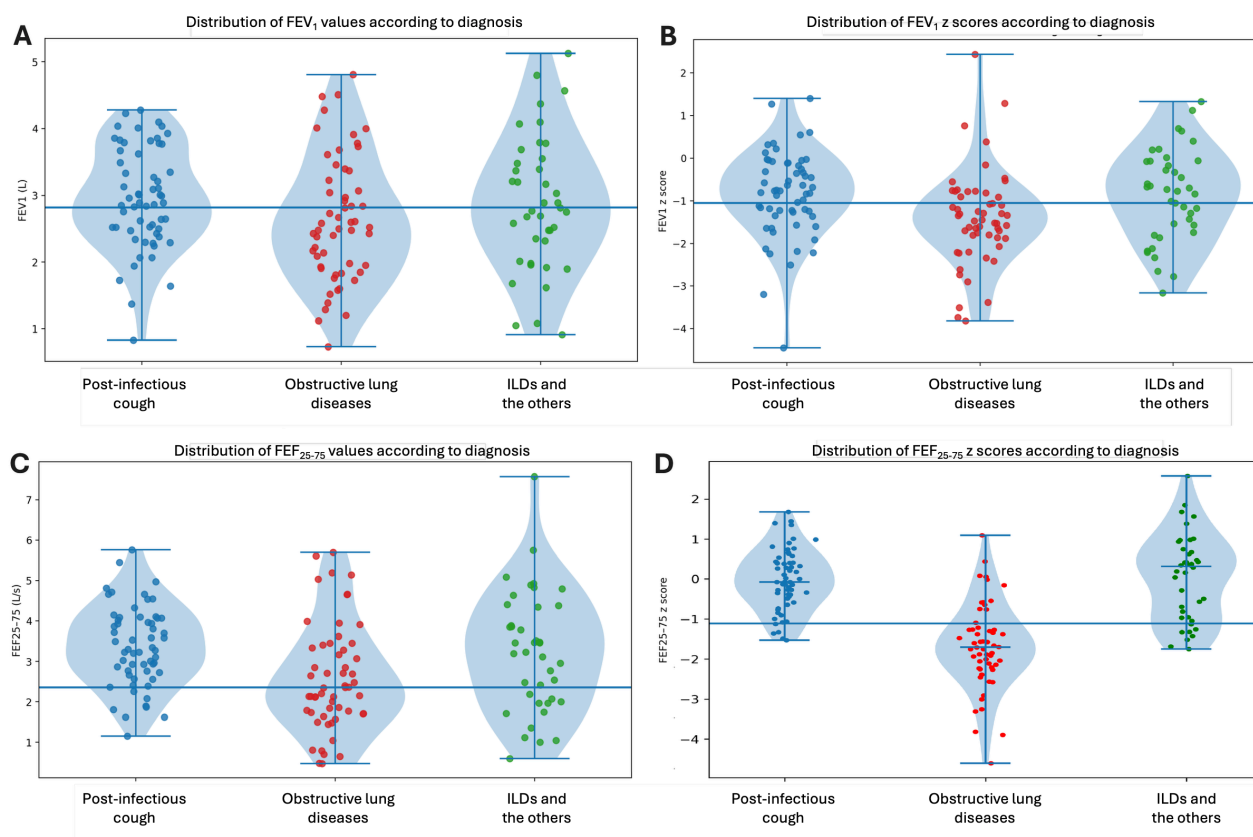 A
Distribution of FEV₁ values according to diagnosis
FEV1 (L)
5
4
3
2
1
Post-infectious cough
Obstructive lung diseases
ILDs and the others
B
Distribution of FEV₁ z scores according to diagnosis
FEV1 z score
2
1
0
−1
−2
−3
−4
Post-infectious cough
Obstructive lung diseases
ILDs and the others
C
Distribution of FEF₂₅₋₇₅ values according to diagnosis
FEF25−75 (L/s)
7
6
5
4
3
2
1
Post-infectious cough
Obstructive lung diseases
ILDs and the others
D
Distribution of FEF₂₅₋₇₅ z scores according to diagnosis
FEF25−75 z score
2
1
0
−1
−2
−3
−4
Post-infectious cough
Obstructive lung diseases
ILDs and the others